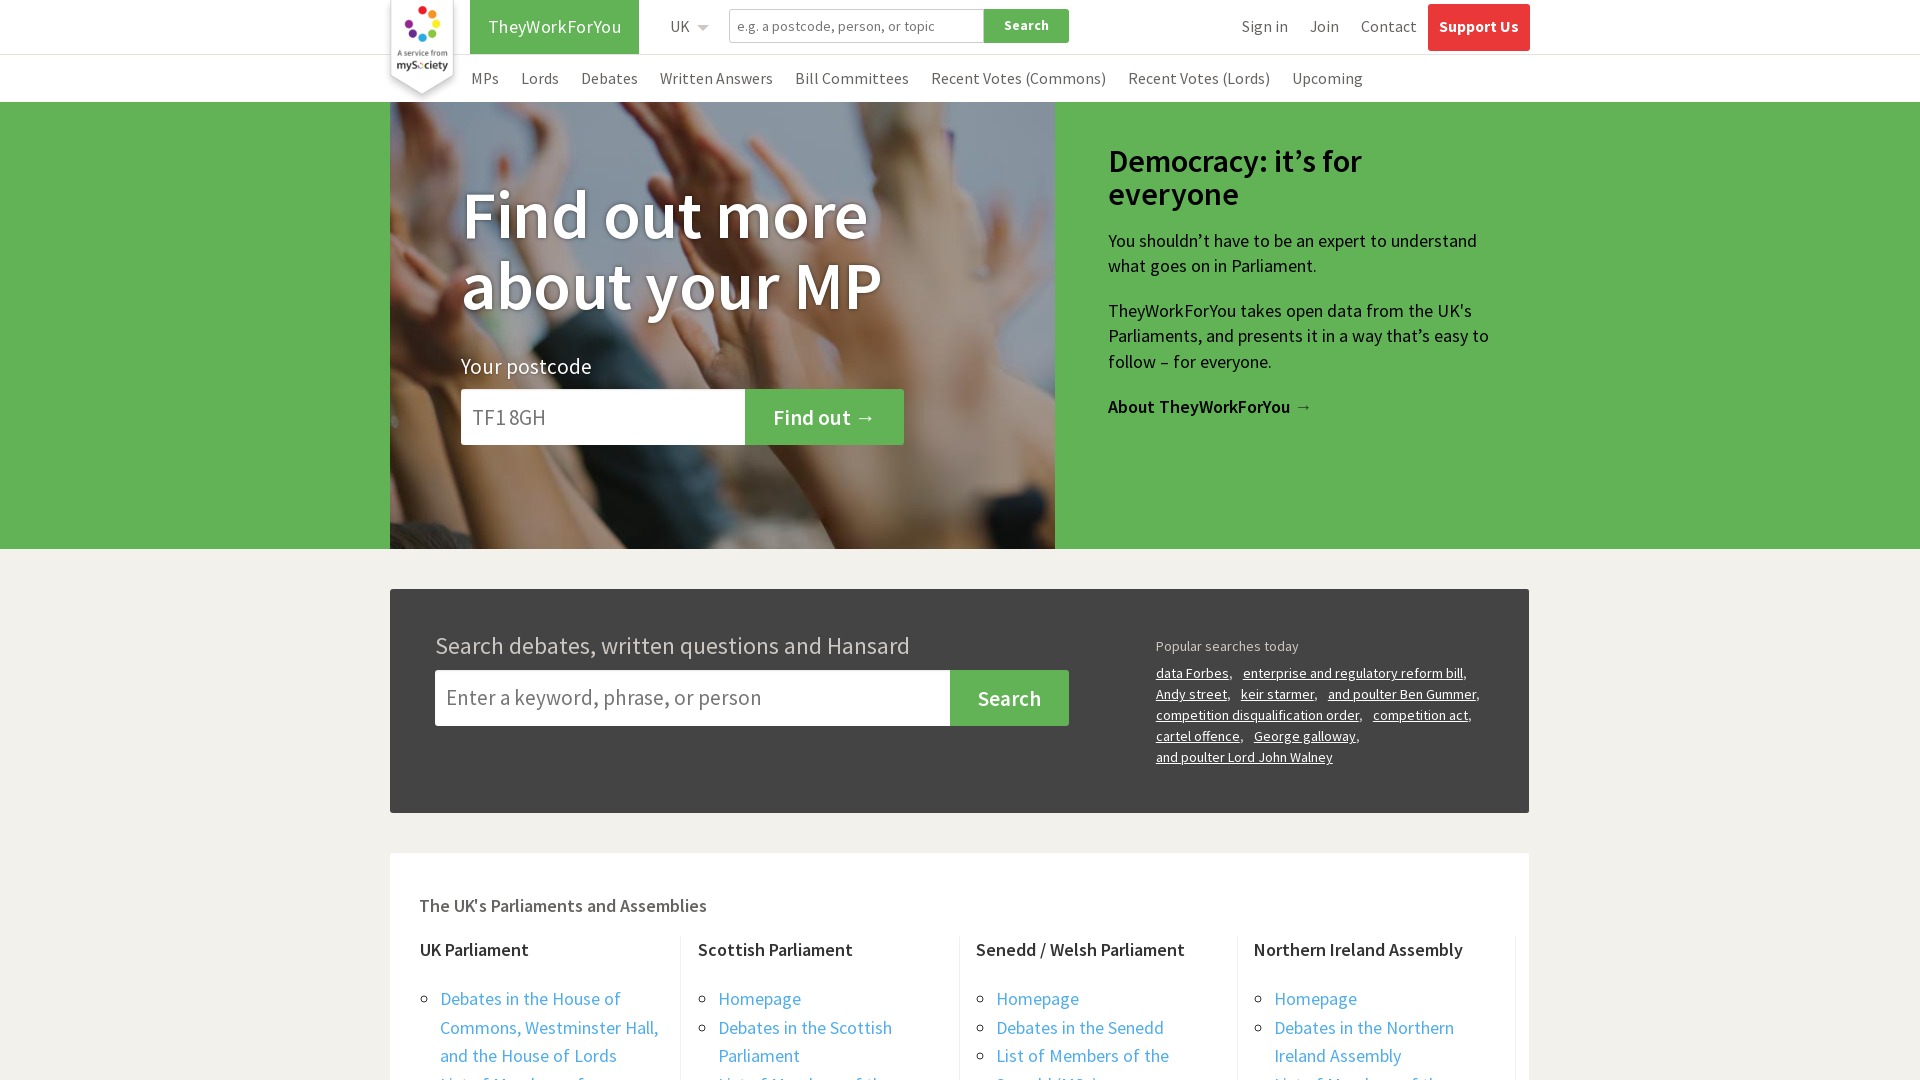 A service from
mySociety
TheyWorkForYou
UK
e.g. a postcode, person, or topic
Search
Sign in
Join
Contact
Support Us
MPs
Lords
Debates
Written Answers
Bill Committees
Recent Votes (Commons)
Recent Votes (Lords)
Upcoming
Find out more
about your MP
Your postcode
TF1 8GH
Find out →
Democracy: it’s for
everyone
You shouldn’t have to be an expert to understand
what goes on in Parliament.
TheyWorkForYou takes open data from the UK's
Parliaments, and presents it in a way that’s easy to
follow – for everyone.
About TheyWorkForYou →
Search debates, written questions and Hansard
Enter a keyword, phrase, or person
Search
Popular searches today
data Forbes, enterprise and regulatory reform bill,
Andy street, keir starmer, and poulter Ben Gummer,
competition disqualification order, competition act,
cartel offence, George galloway,
and poulter Lord John Walney
The UK's Parliaments and Assemblies
UK Parliament
Debates in the House of
Commons, Westminster Hall,
and the House of Lords
Scottish Parliament
Homepage
Debates in the Scottish
Parliament
Senedd / Welsh Parliament
Homepage
Debates in the Senedd
List of Members of the
Northern Ireland Assembly
Homepage
Debates in the Northern
Ireland Assembly